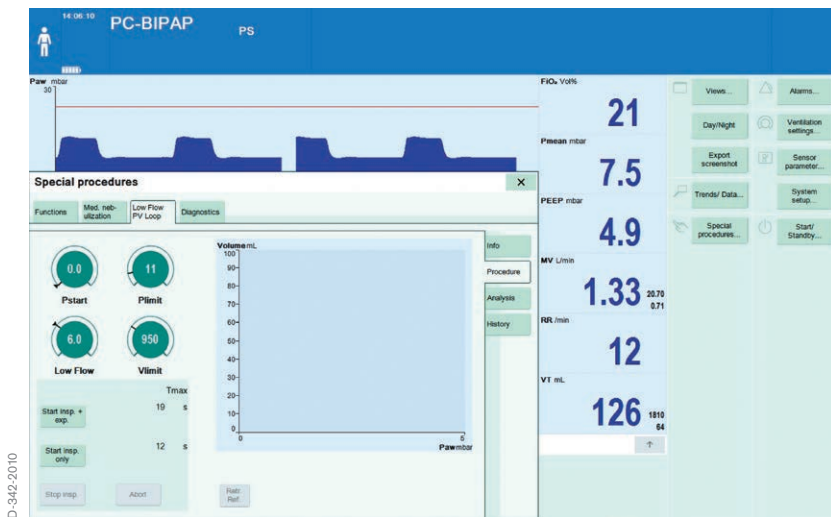 14:06:10
PC-BIPAP
PS
Paw mbar
30
FiO₂ Vol%
21
Pmean mbar
7.5
PEEP mbar
4.9
MV L/min
1.33
20.70
0.71
RR /min
12
VT mL
126
1810
64
Views...
Alarms...
Day/Night
Ventilation
settings...
Export
screenshot
Sensor
parameter...
Trends/ Data...
System
setup...
Special
procedures...
Start/
Standby...
Special procedures
Functions
Med. neb-
ulization
Low Flow
PV Loop
Diagnostics
0.0
Pstart
11
Plimit
6.0
Low Flow
950
Vlimit
Tmax
Start insp. +
exp.
19 s
Start insp.
only
12 s
Stop insp.
Abort
Volume mL
100
90
80
70
60
50
40
30
20
10
0
0
5
Paw mbar
Retr.
Ref.
Info
Procedure
Analysis
History
D-342-2010